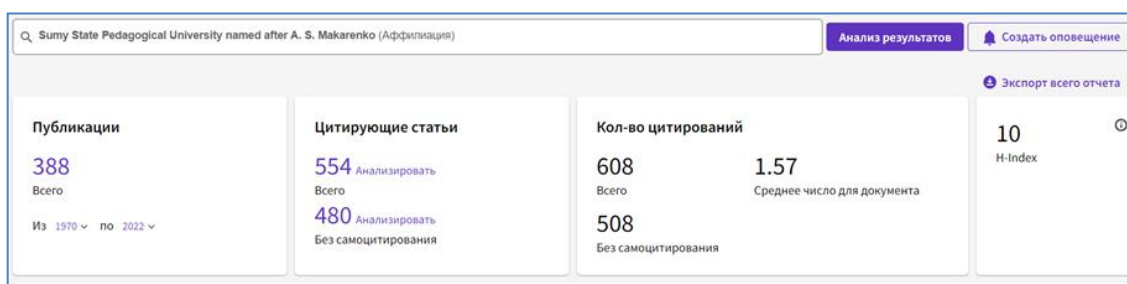 Sumy State Pedagogical University named after A. S. Makarenko (Аффилиация)
Анализ результатов
Создать оповещение
Экспорт всего отчета
Публикации
388
Всего
Из 1970 по 2022
Цитирующие статьи
554 Анализировать
Всего
480 Анализировать
Без самоцитирования
Кол-во цитирований
608
Всего
1.57
Среднее число для документа
508
Без самоцитирования
10
H-Index